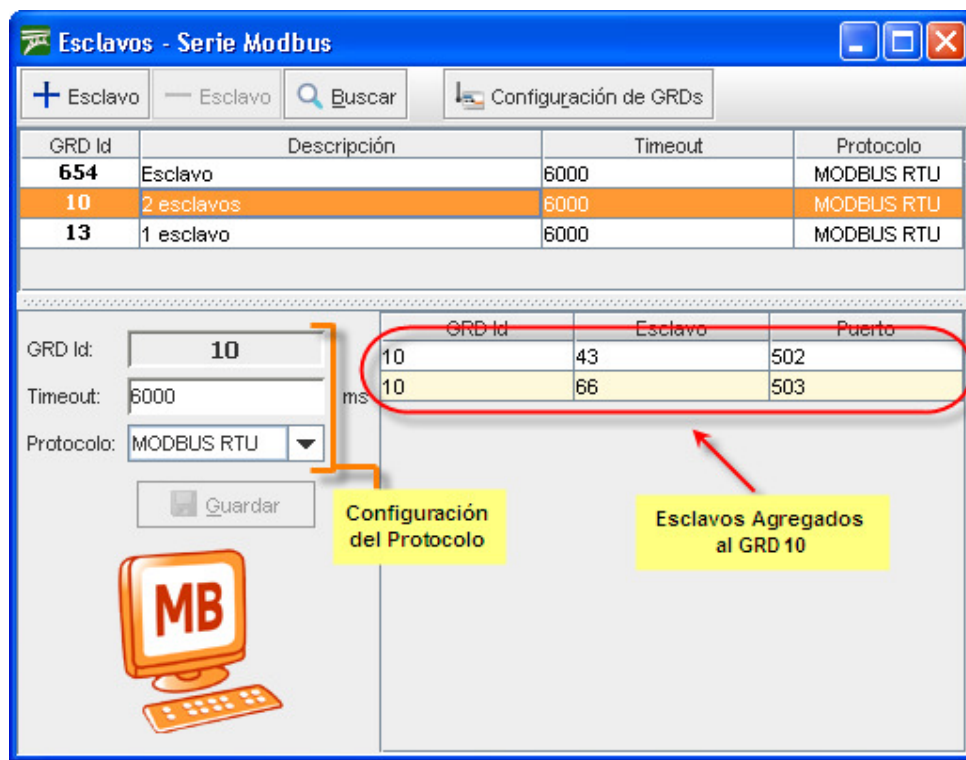 Esclavos - Serie Modbus
Esclavo
Esclavo
Buscar
Configuración de GRDs
GRD Id Descripción Timeout Protocolo
654 Esclavo 6000 MODBUS RTU
10 2 esclavos 6000 MODBUS RTU
13 1 esclavo 6000 MODBUS RTU
GRD Id: 10
Timeout: 6000 ms
Protocolo: MODBUS RTU
Guardar
Configuración
del Protocolo
MB
GRD Id Esclavo Puerto
10 43 502
10 66 503
Esclavos Agregados
al GRD 10